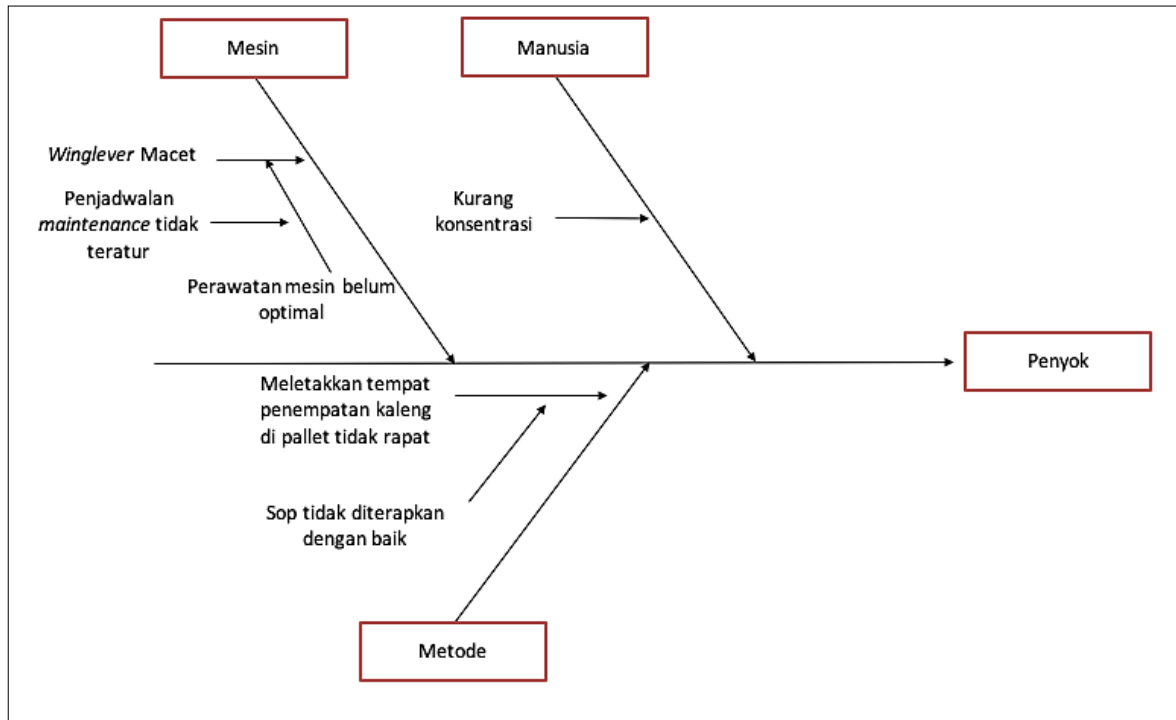 Mesin
Manusia
Winglever Macet
Penjadwalan
maintenance tidak
teratur
Perawatan mesin belum
optimal
Kurang
konsentrasi
Penyok
Meletakkan tempat
penempatan kaleng
di pallet tidak rapat
Sop tidak diterapkan
dengan baik
Metode